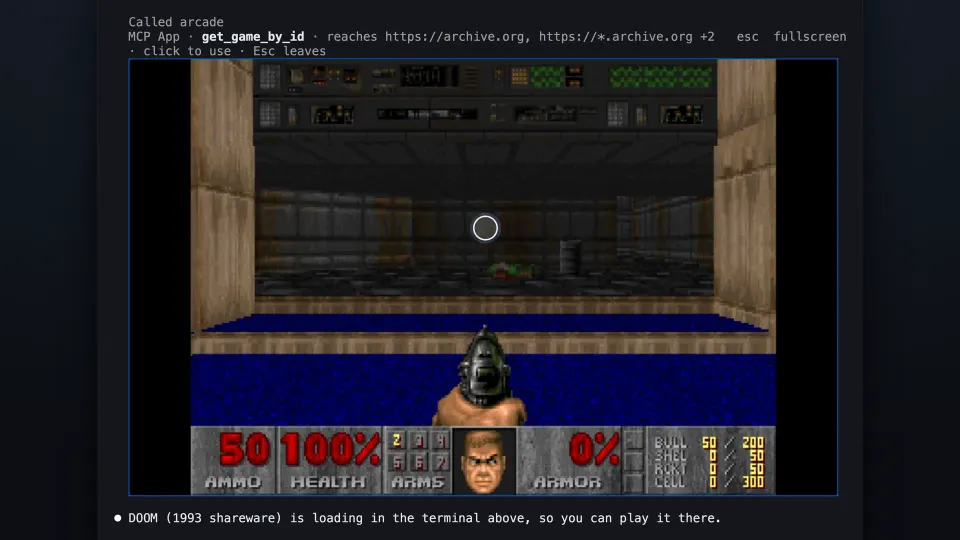 Called arcade
MCP App · get_game_by_id · reaches https://archive.org, https://*.archive.org +2 esc fullscreen
· click to use · Esc leaves
50 100% 2 3 4 0% BULL 50 / 200
5 6 7 SHEL 0 / 50
RCKT 0 / 50
AMMO HEALTH ARMS ARMOR CELL 0 / 300
● DOOM (1993 shareware) is loading in the terminal above, so you can play it there.